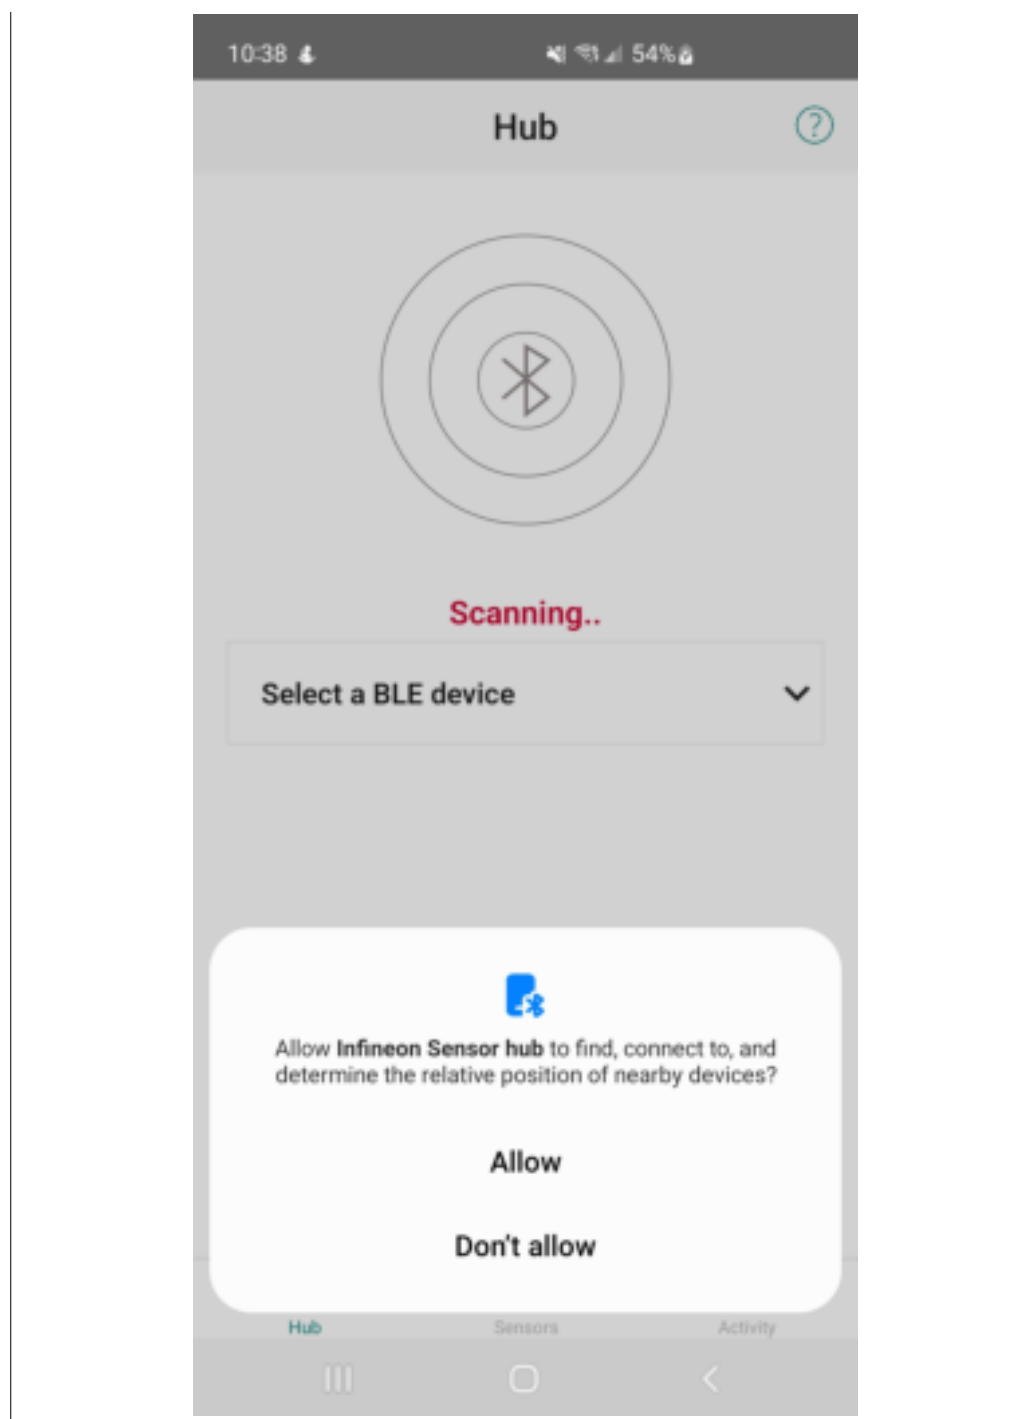 10:38 54%
Hub
?
Scanning..
Select a BLE device
Allow Infineon Sensor hub to find, connect to, and
determine the relative position of nearby devices?
Allow
Don't allow
Hub Sensors Activity